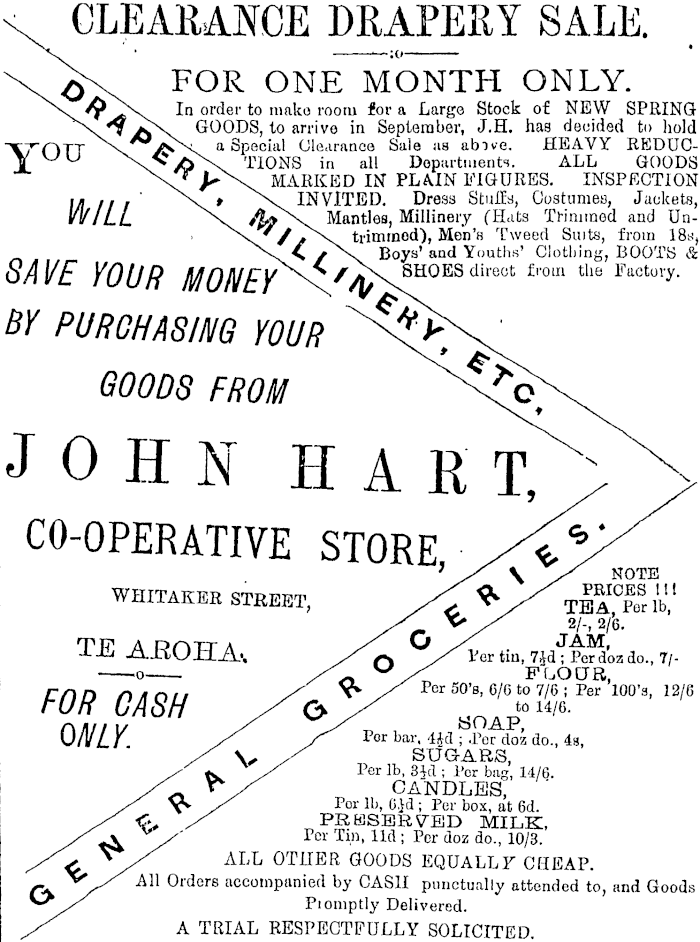 CLEARANCE DRAPERY SALE.
:o
FOR ONE MONTH ONLY.
In order to make room for a Large Stock of NEW SPRING
GOODS, to arrive in September, J.H. has decided to hold
a Special Clearance Sale as above. HEAVY REDUC-
TIONS in all Departments. ALL GOODS
MARKED IN PLAIN FIGURES. INSPECTION
INVITED. Dress Stuffs, Costumes, Jackets,
Mantles, Millinery (Hats Trimmed and Un-
trimmed), Men's Tweed Suits, from 18s,
Boys' and Youths' Clothing, BOOTS &
SHOES direct from the Factory.
DRAPERY, MILLINERY, ETC.
YOU
WILL
SAVE YOUR MONEY
BY PURCHASING YOUR
GOODS FROM
JOHN HART,
CO-OPERATIVE STORE,
WHITAKER STREET,
TE AROHA.
o
FOR CASH
ONLY.
GENERAL GROCERIES.
NOTE
PRICES !!!
TEA, Per lb,
2/-, 2/6.
JAM,
Per tin, 7½d ; Per doz do., 7/-
FLOUR,
Per 50's, 6/6 to 7/6 ; Per 100's, 12/6
to 14/6.
SOAP,
Per bar, 4½d ; Per doz do., 4s,
SUGARS,
Per lb, 3½d ; Per bag, 14/6.
CANDLES,
Per lb, 6½d ; Per box, at 6d.
PRESERVED MILK,
Per Tin, 11d ; Per doz do., 10/3.
ALL OTHER GOODS EQUALLY CHEAP.
All Orders accompanied by CASH punctually attended to, and Goods
Promptly Delivered.
A TRIAL RESPECTFULLY SOLICITED.